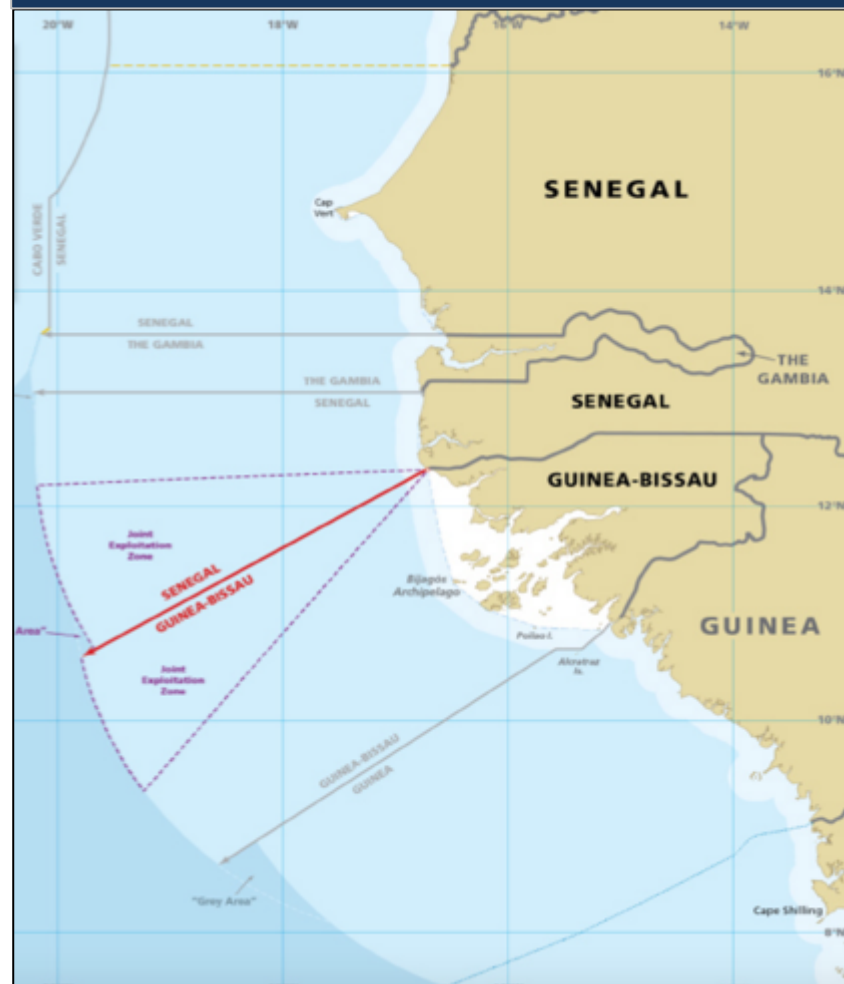 20°W
18°W
16°W
14°W
16°N
SENEGAL
Cap
Vert
CABO VERDE
SENEGAL
14°N
SENEGAL
THE GAMBIA
THE
GAMBIA
THE GAMBIA
SENEGAL
SENEGAL
GUINEA-BISSAU
12°N
Joint
Exploitation
Zone
SENEGAL
GUINEA-BISSAU
Bijagós
Archipelago
Area"
GUINEA
Poilao I.
Alcatraz
Is.
Joint
Exploitation
Zone
10°N
GUINEA-BISSAU
GUINEA
"Grey Area"
Cape Shilling
8°N